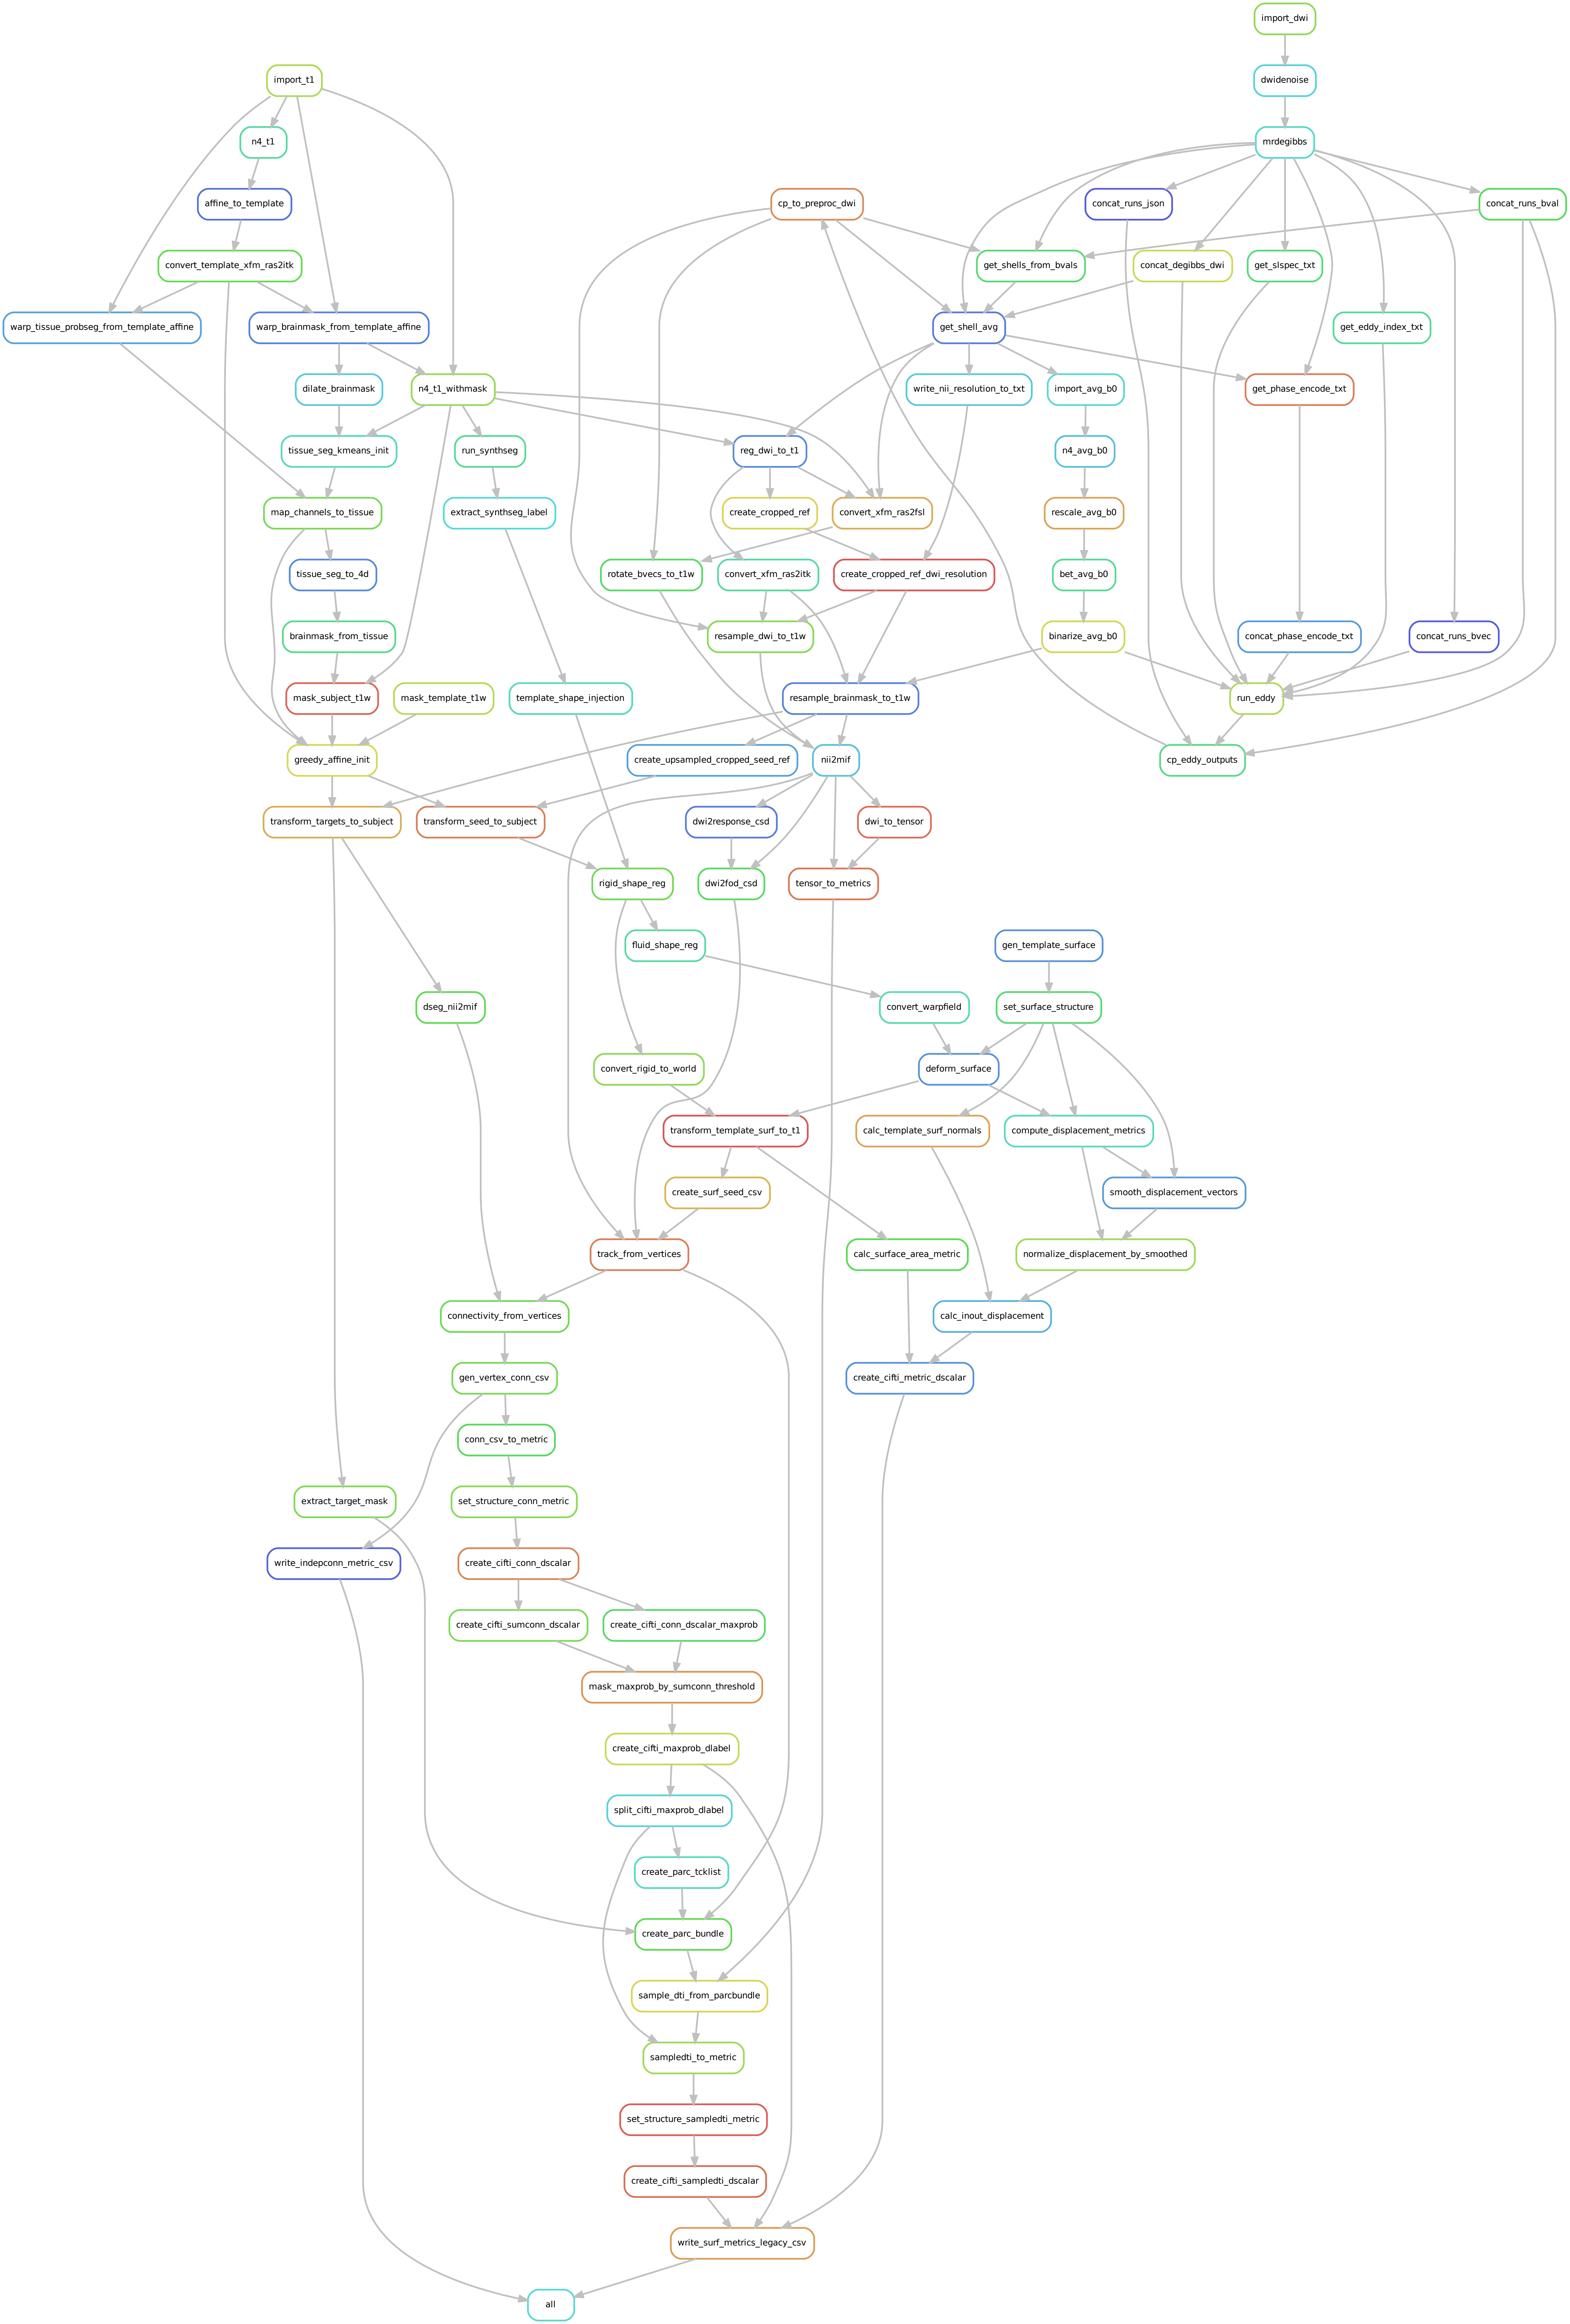 import_dwi
import_t1
dwidenoise
n4_t1
mrdegibbs
affine_to_template
cp_to_preproc_dwi
concat_runs_json
concat_runs_bval
convert_template_xfm_ras2itk
get_shells_from_bvals
concat_degibbs_dwi
get_slspec_txt
warp_tissue_probseg_from_template_affine
warp_brainmask_from_template_affine
get_shell_avg
get_eddy_index_txt
dilate_brainmask
n4_t1_withmask
write_nii_resolution_to_txt
import_avg_b0
get_phase_encode_txt
tissue_seg_kmeans_init
run_synthseg
reg_dwi_to_t1
n4_avg_b0
map_channels_to_tissue
extract_synthseg_label
create_cropped_ref
convert_xfm_ras2fsl
rescale_avg_b0
tissue_seg_to_4d
rotate_bvecs_to_t1w
convert_xfm_ras2itk
create_cropped_ref_dwi_resolution
bet_avg_b0
brainmask_from_tissue
resample_dwi_to_t1w
binarize_avg_b0
concat_phase_encode_txt
concat_runs_bvec
mask_subject_t1w
mask_template_t1w
template_shape_injection
resample_brainmask_to_t1w
run_eddy
greedy_affine_init
create_upsampled_cropped_seed_ref
nii2mif
cp_eddy_outputs
transform_targets_to_subject
transform_seed_to_subject
dwi2response_csd
dwi_to_tensor
rigid_shape_reg
dwi2fod_csd
tensor_to_metrics
fluid_shape_reg
gen_template_surface
dseg_nii2mif
convert_warpfield
set_surface_structure
convert_rigid_to_world
deform_surface
transform_template_surf_to_t1
calc_template_surf_normals
compute_displacement_metrics
create_surf_seed_csv
smooth_displacement_vectors
track_from_vertices
calc_surface_area_metric
normalize_displacement_by_smoothed
connectivity_from_vertices
calc_inout_displacement
gen_vertex_conn_csv
create_cifti_metric_dscalar
conn_csv_to_metric
extract_target_mask
set_structure_conn_metric
write_indepconn_metric_csv
create_cifti_conn_dscalar
create_cifti_sumconn_dscalar
create_cifti_conn_dscalar_maxprob
mask_maxprob_by_sumconn_threshold
create_cifti_maxprob_dlabel
split_cifti_maxprob_dlabel
create_parc_tcklist
create_parc_bundle
sample_dti_from_parcbundle
sampledti_to_metric
set_structure_sampledti_metric
create_cifti_sampledti_dscalar
write_surf_metrics_legacy_csv
all